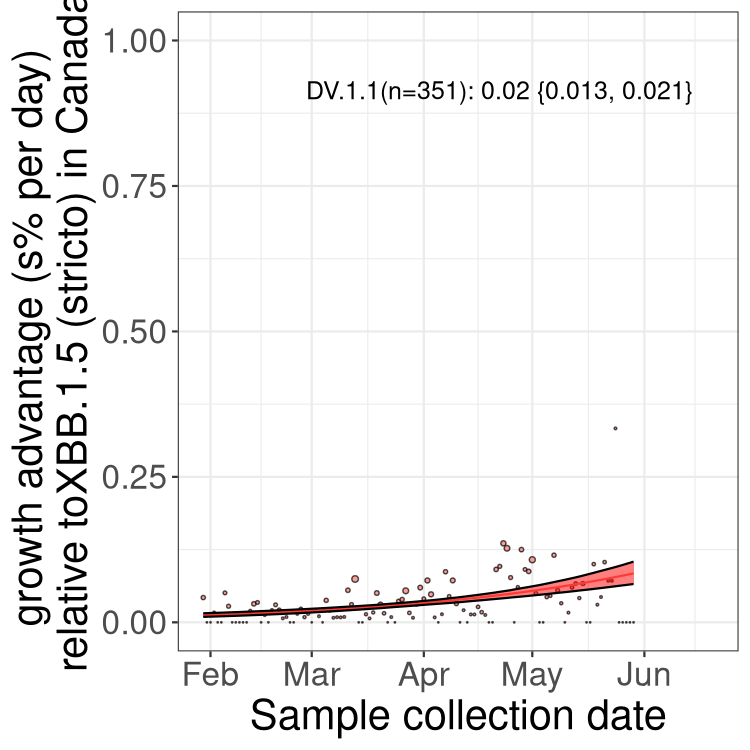 growth advantage (s% per day)
relative toXBB.1.5 (stricto) in Canada
1.00
0.75
0.50
0.25
0.00
DV.1.1(n=351): 0.02 {0.013, 0.021}
Feb Mar Apr May Jun
Sample collection date